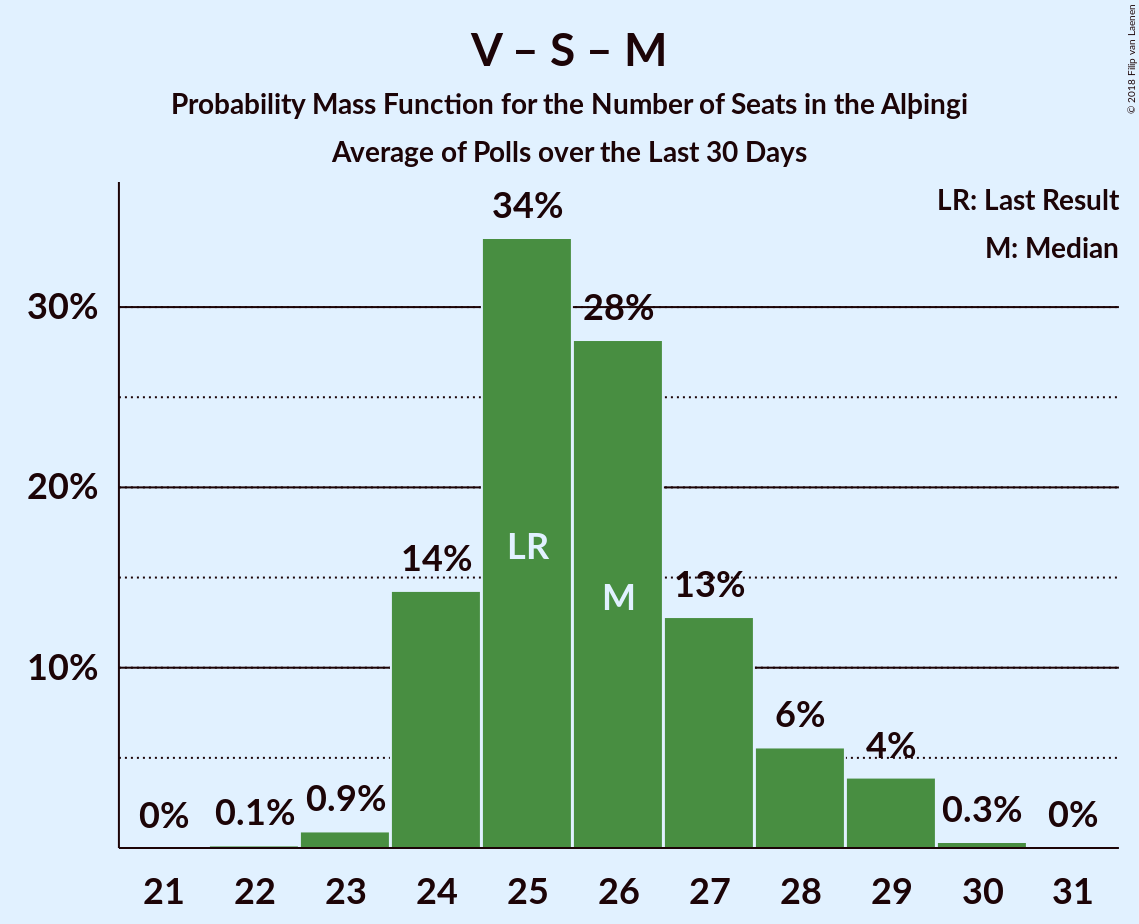 V – S – M
Probability Mass Function for the Number of Seats in the Alþingi
Average of Polls over the Last 30 Days
© 2018 Filip van Laenen
LR: Last Result
M: Median
30%
20%
10%
0%
0.1%
0.9%
14%
34%
28%
13%
6%
4%
0.3%
0%
LR
M
21 22 23 24 25 26 27 28 29 30 31